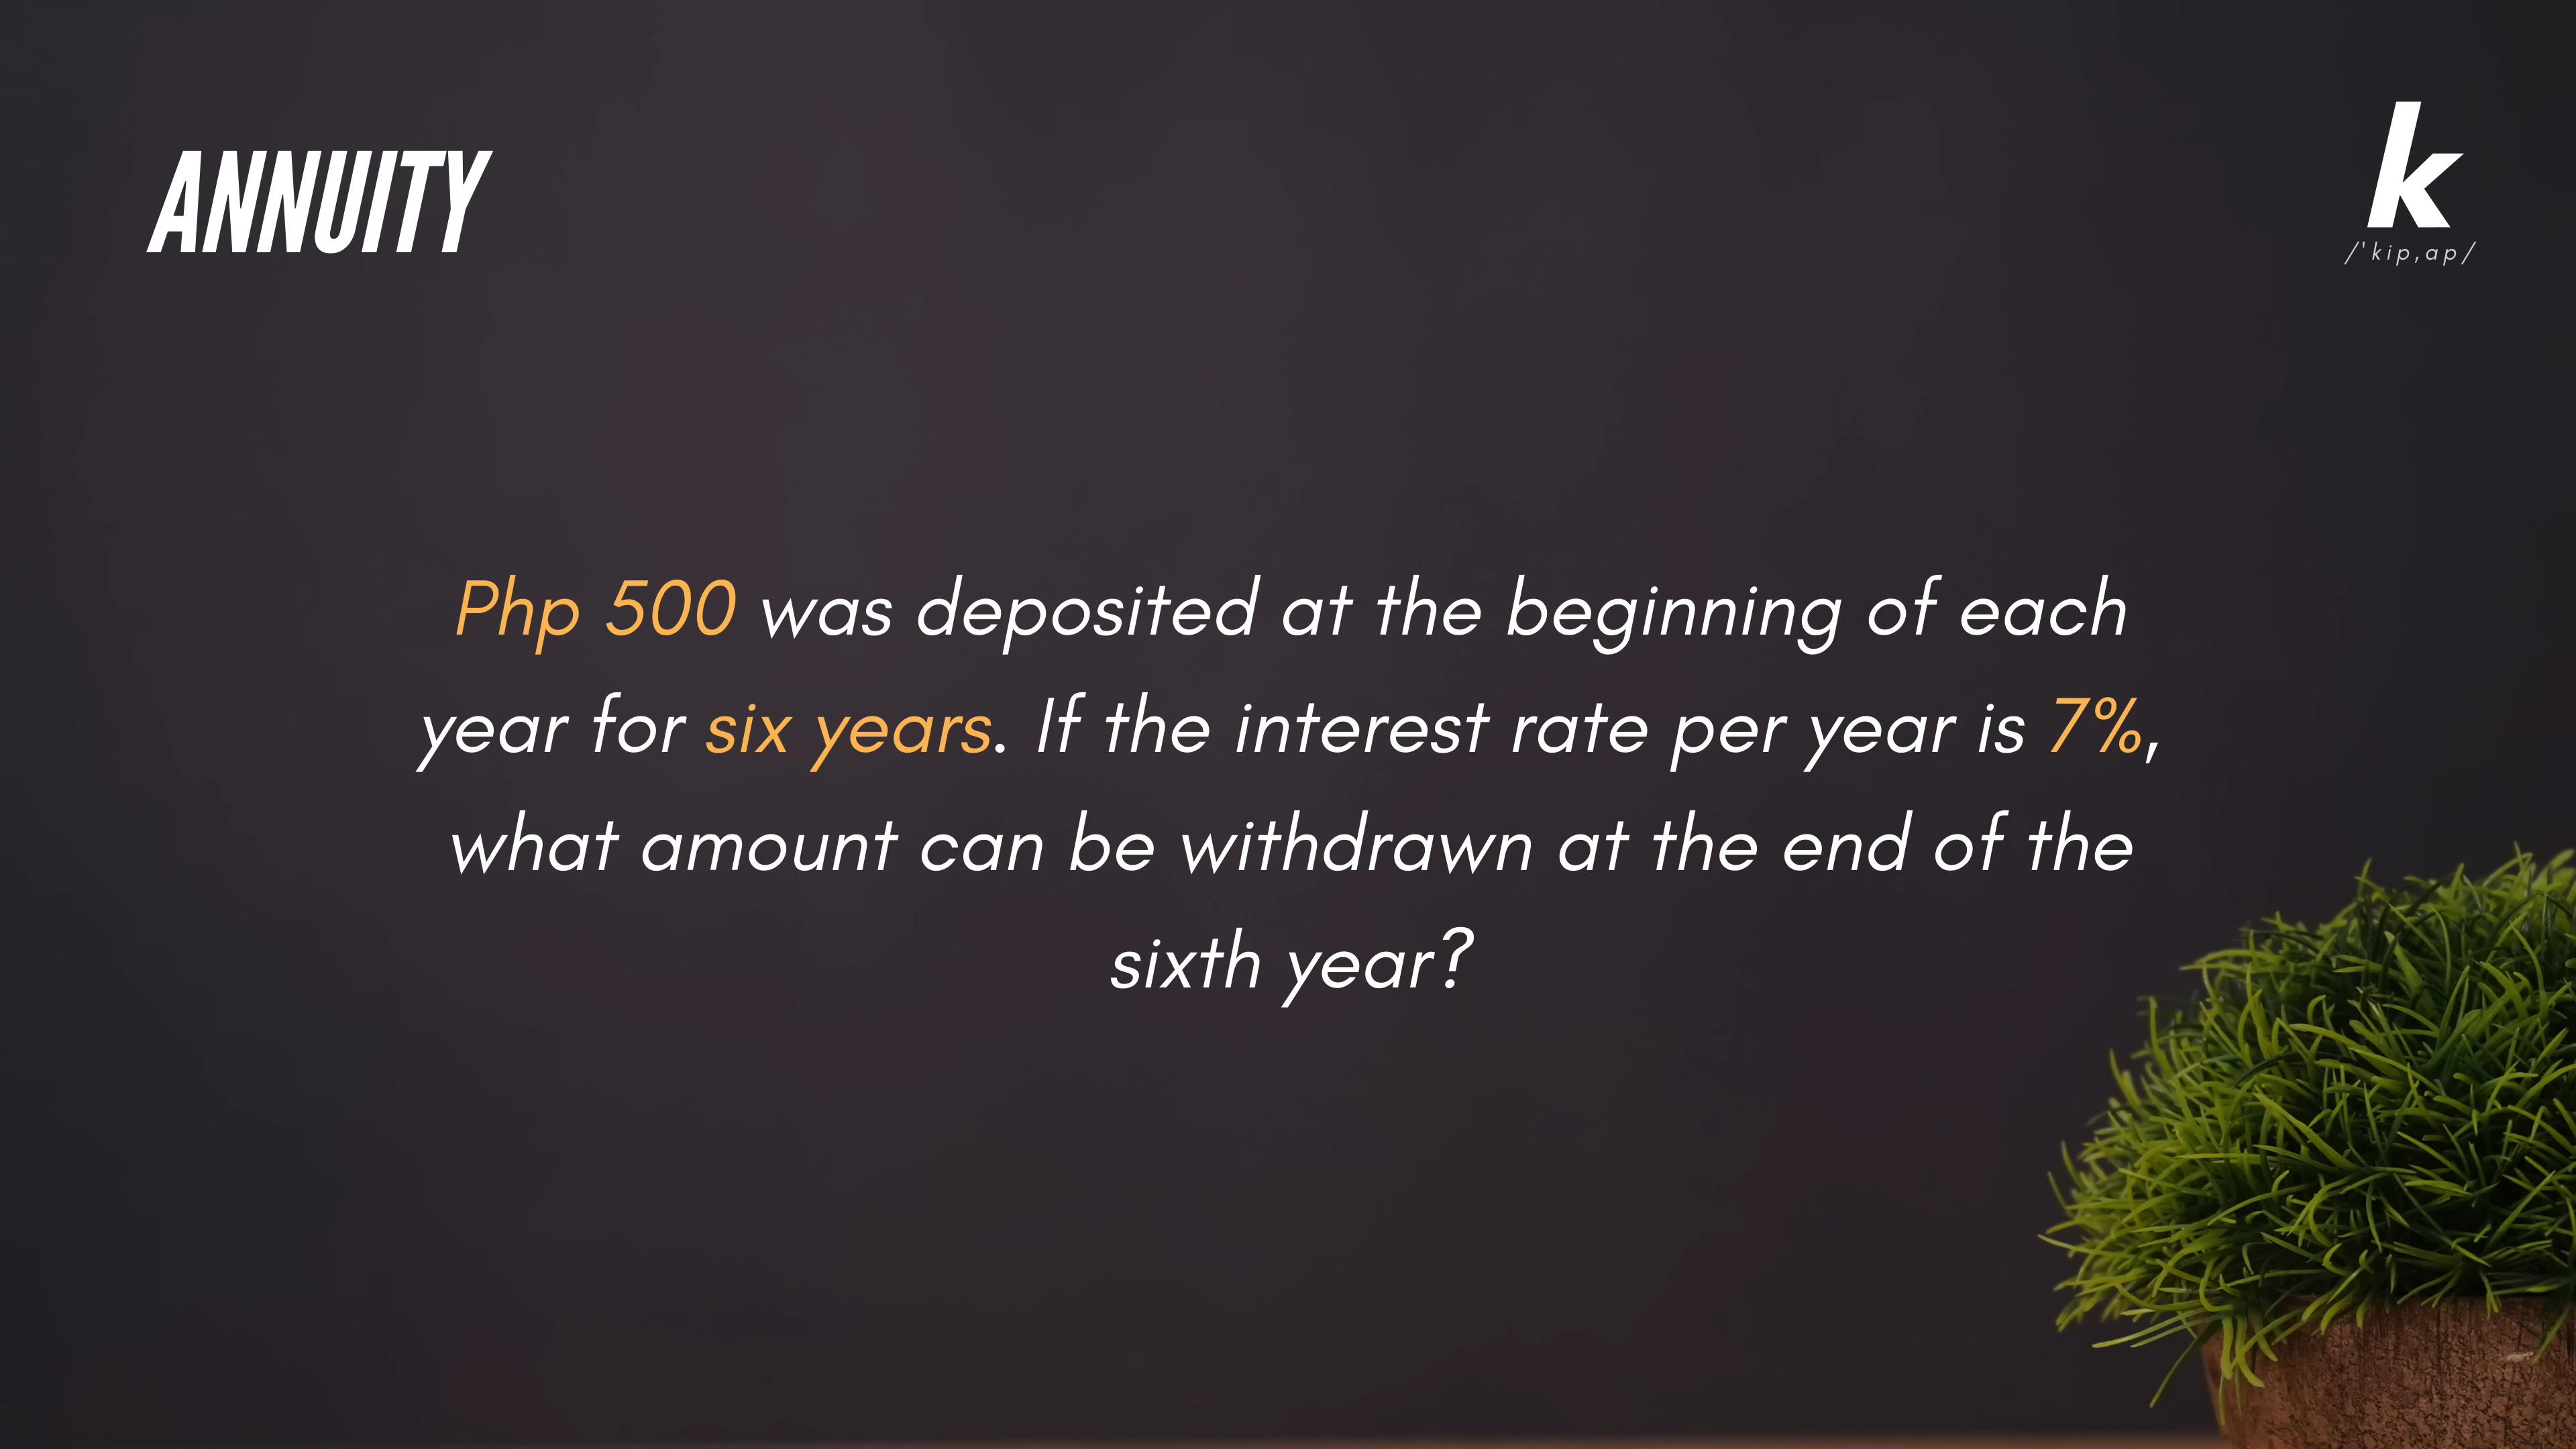 ANNUITY
k
/'kip,ap/
Php 500 was deposited at the beginning of each
year for six years. If the interest rate per year is 7%,
what amount can be withdrawn at the end of the
sixth year?